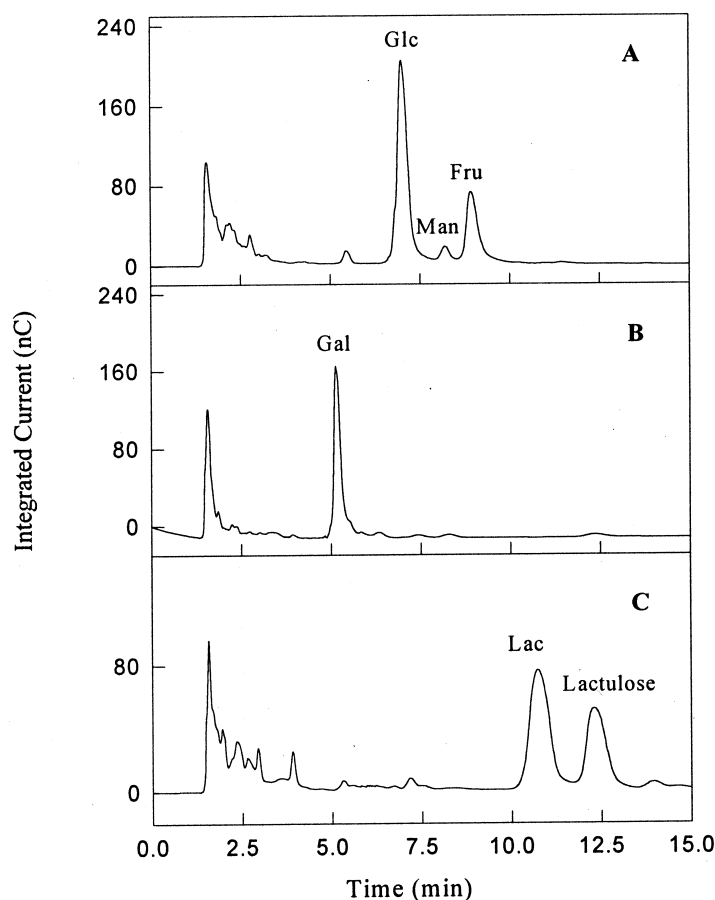 A
Glc
Fru
Man
240
160
80
0
B
Gal
240
160
80
0
C
Lac
Lactulose
80
0
0.0 2.5 5.0 7.5 10.0 12.5 15.0
Time (min)
Integrated Current (nC)